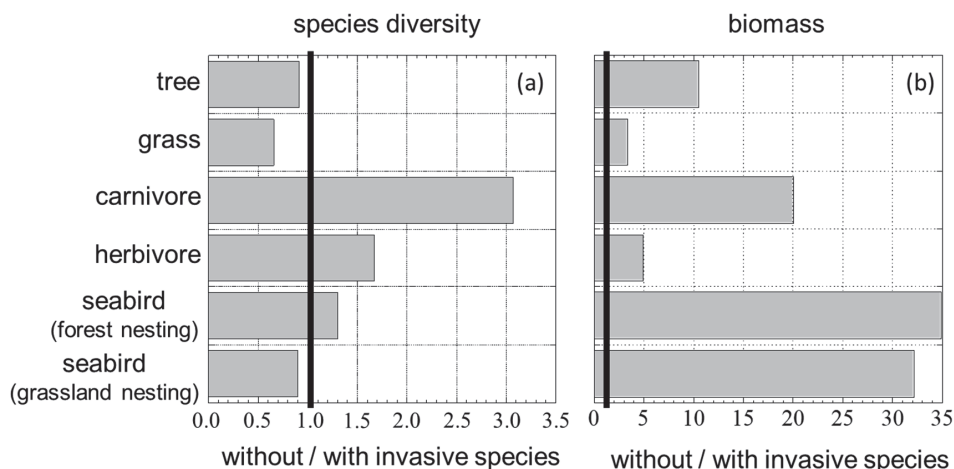 species diversity
biomass
tree
grass
carnivore
herbivore
seabird
(forest nesting)
seabird
(grassland nesting)
(a)
(b)
0.0 0.5 1.0 1.5 2.0 2.5 3.0 3.5
0 5 10 15 20 25 30 35
without / with invasive species
without / with invasive species